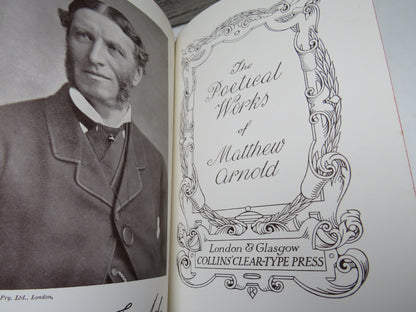 Fry, Ltd., London.
The
Poetical
Works
of
Matthew
Arnold
London & Glasgow
COLLINS' CLEAR-TYPE PRESS